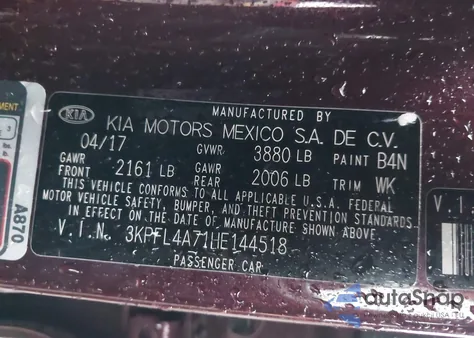 MANUFACTURED BY
KIA KIA MOTORS MEXICO S.A. DE C.V.
04/17 GVWR 3880 LB PAINT B4N
GAWR FRONT 2161 LB GAWR REAR 2006 LB TRIM WK
THIS VEHICLE CONFORMS TO ALL APPLICABLE U.S.A. FEDERAL
MOTOR VEHICLE SAFETY, BUMPER, AND THEFT PREVENTION STANDARDS
IN EFFECT ON THE DATE OF MANUFACTURE SHOWN ABOVE.
V.I.N. 3KPFL4A71HE144518
PASSENGER CAR
A870
V I
autoShop